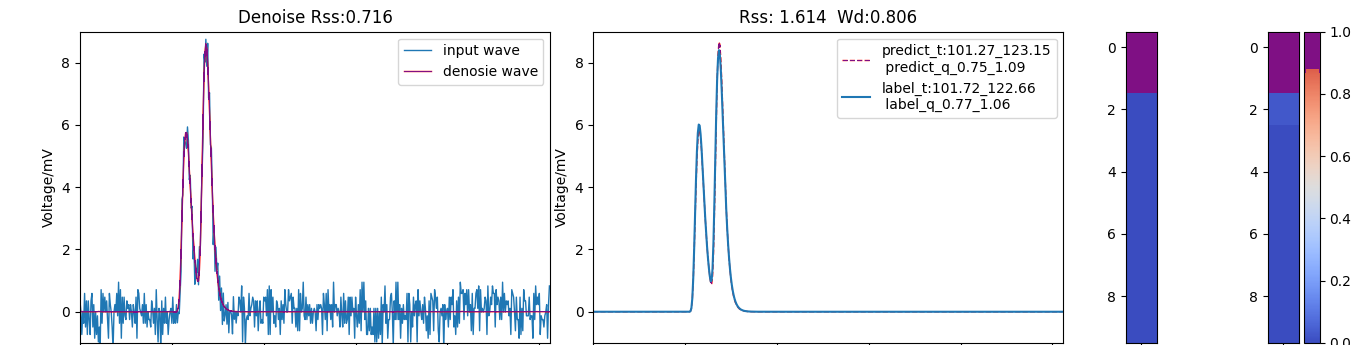 Denoise Rss:0.716
Voltage/mV
8
6
4
2
0
input wave
denosie wave
Rss: 1.614  Wd:0.806
Voltage/mV
8
6
4
2
0
predict_t:101.27_123.15
predict_q_0.75_1.09
label_t:101.72_122.66
label_q_0.77_1.06
0
2
4
6
8
0
2
4
6
8
1.0
0.8
0.6
0.4
0.2
0.0